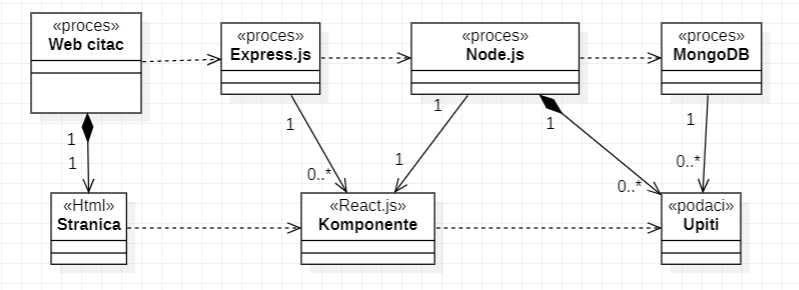 «proces»
Web citac
«proces»
Express.js
«proces»
Node.js
«proces»
MongoDB
1
1
1
0..*
1
1
1
0..*
1
0..*
«Html»
Stranica
«React.js»
Komponente
«podaci»
Upiti